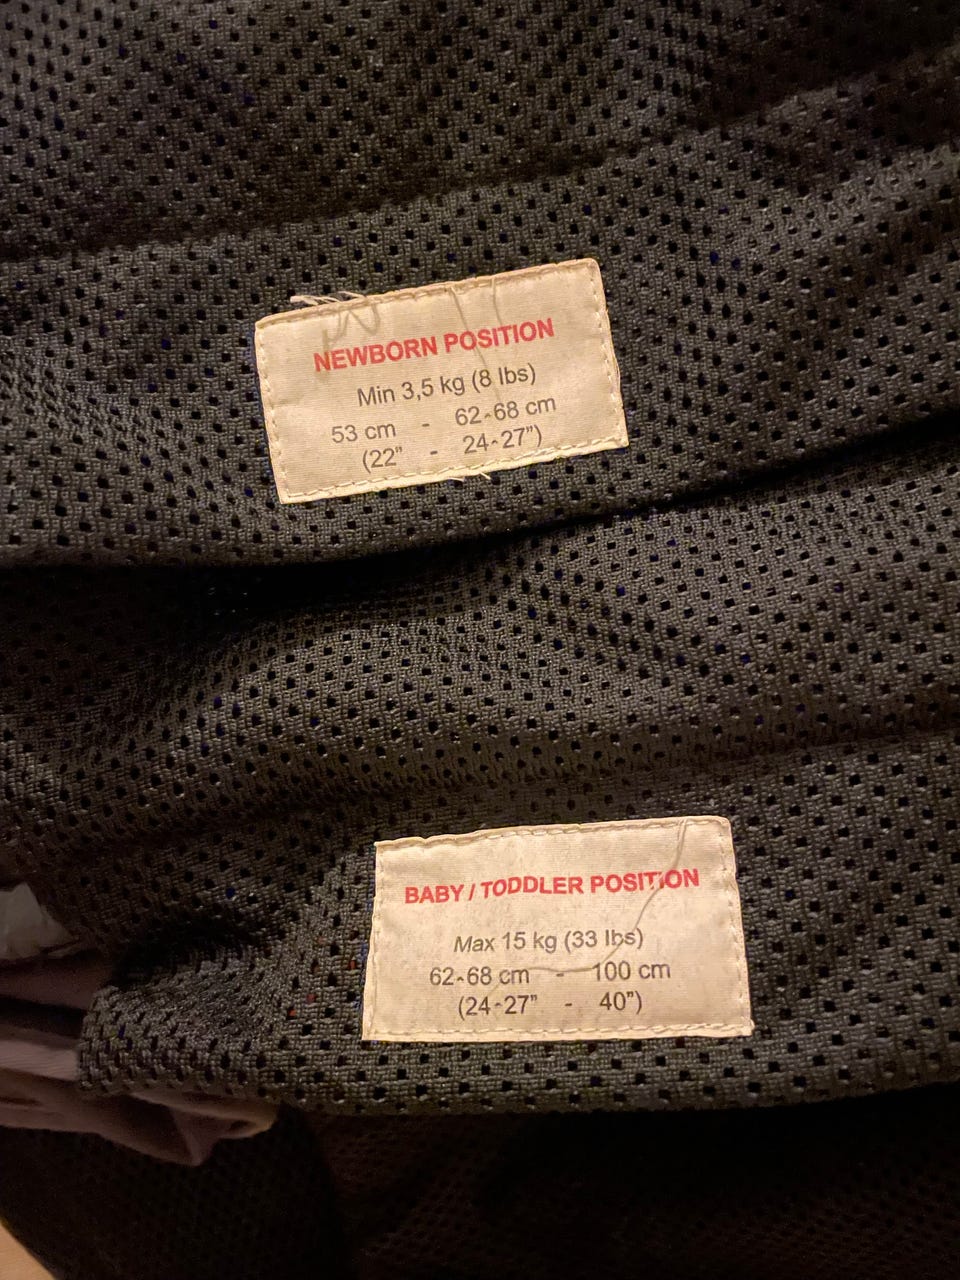 NEWBORN POSITION
Min 3,5 kg (8 lbs)
53 cm - 62-68 cm
(22” - 24-27”)
BABY / TODDLER POSITION
Max 15 kg (33 lbs)
62-68 cm - 100 cm
(24-27” - 40”)